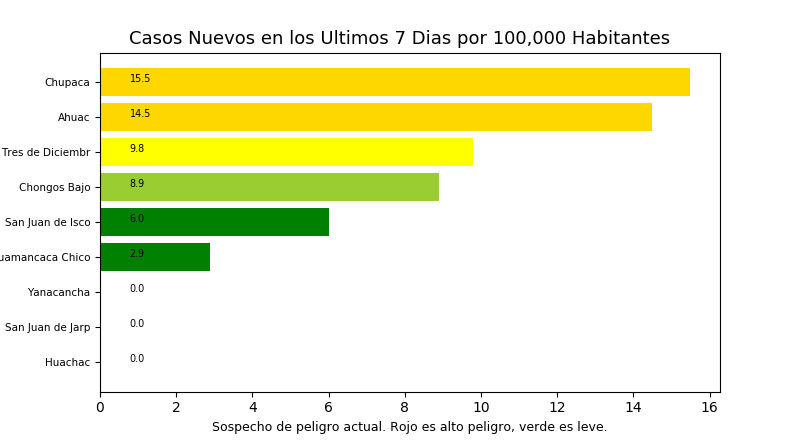 Casos Nuevos en los Ultimos 7 Dias por 100,000 Habitantes
Chupaca 15.5
Ahuac 14.5
Tres de Diciembr 9.8
Chongos Bajo 8.9
San Juan de Isco 6.0
uamancaca Chico 2.9
Yanacancha 0.0
San Juan de Jarp 0.0
Huachac 0.0
0 2 4 6 8 10 12 14 16
Sospecho de peligro actual. Rojo es alto peligro, verde es leve.